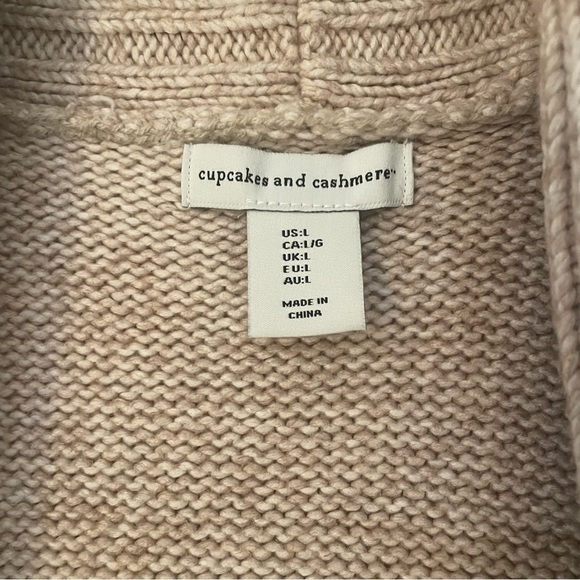 cupcakes and cashmere
US:L
CA:L/G
UK:L
EU:L
AU:L
MADE IN
CHINA